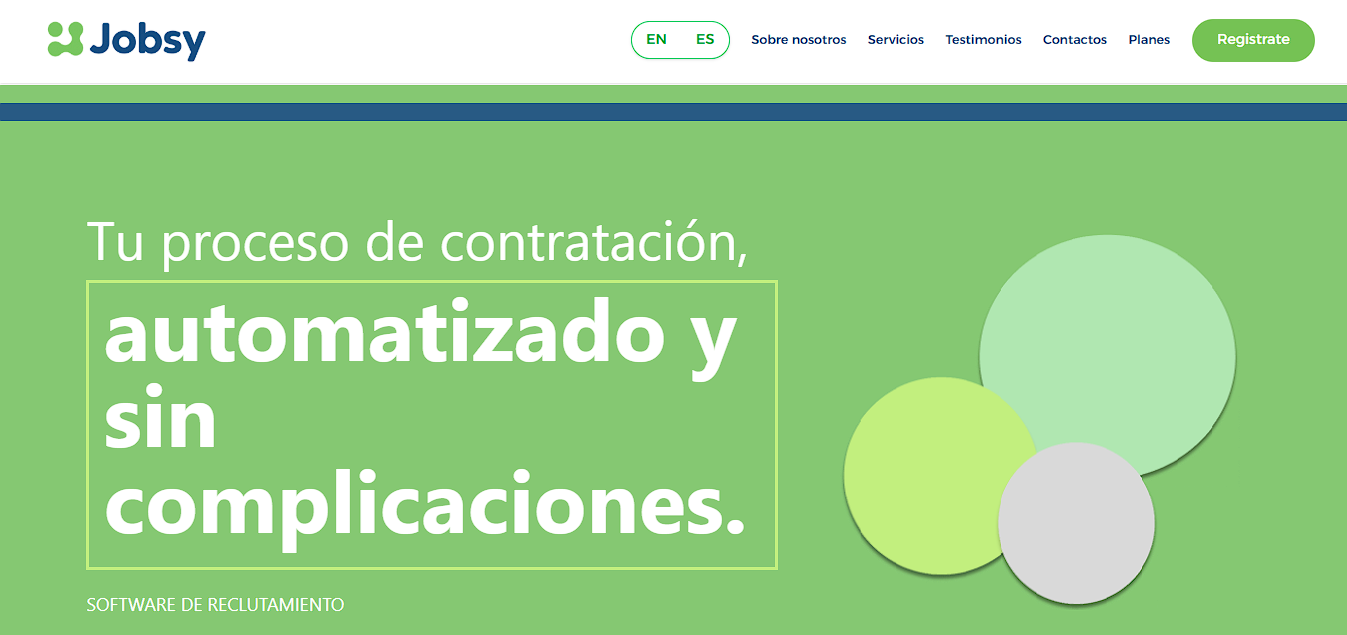 Jobsy
EN ES
Sobre nosotros
Servicios
Testimonios
Contactos
Planes
Registrate
Tu proceso de contratación,
automatizado y
sin
complicaciones.
SOFTWARE DE RECLUTAMIENTO